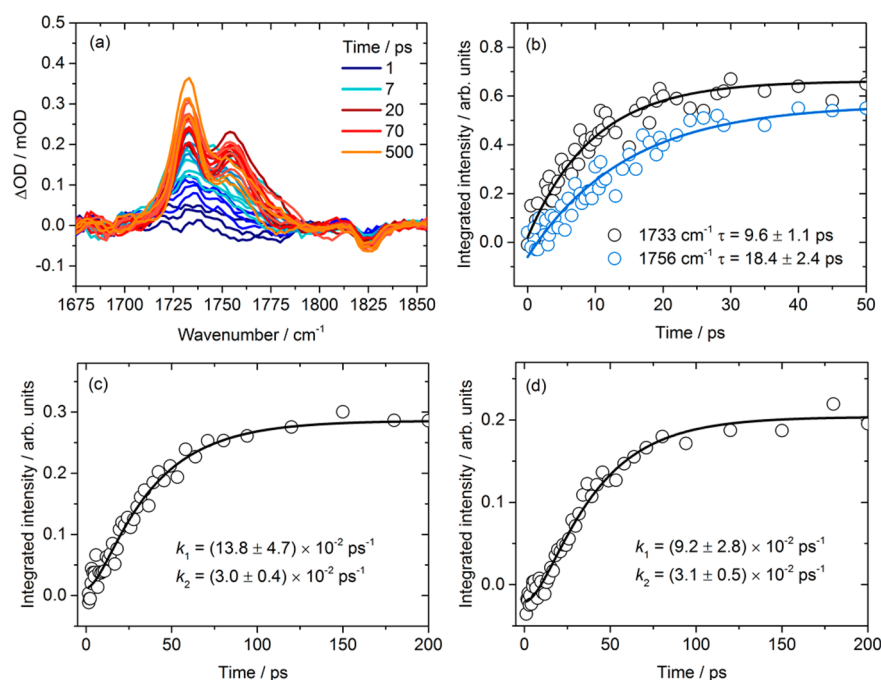 (a)
Time / ps
1
7
20
70
500
0.5
0.4
0.3
0.2
0.1
0.0
-0.1
ΔOD / mOD
1675 1700 1725 1750 1775 1800 1825 1850
Wavenumber / cm⁻¹
(b)
0.8
0.6
0.4
0.2
0.0
Integrated intensity / arb. units
1733 cm⁻¹ τ = 9.6 ± 1.1 ps
1756 cm⁻¹ τ = 18.4 ± 2.4 ps
0 10 20 30 40 50
Time / ps
(c)
0.3
0.2
0.1
0.0
Integrated intensity / arb. units
k₁ = (13.8 ± 4.7) × 10⁻² ps⁻¹
k₂ = (3.0 ± 0.4) × 10⁻² ps⁻¹
0 50 100 150 200
Time / ps
(d)
0.2
0.1
0.0
Integrated intensity / arb. units
k₁ = (9.2 ± 2.8) × 10⁻² ps⁻¹
k₂ = (3.1 ± 0.5) × 10⁻² ps⁻¹
0 50 100 150 200
Time / ps